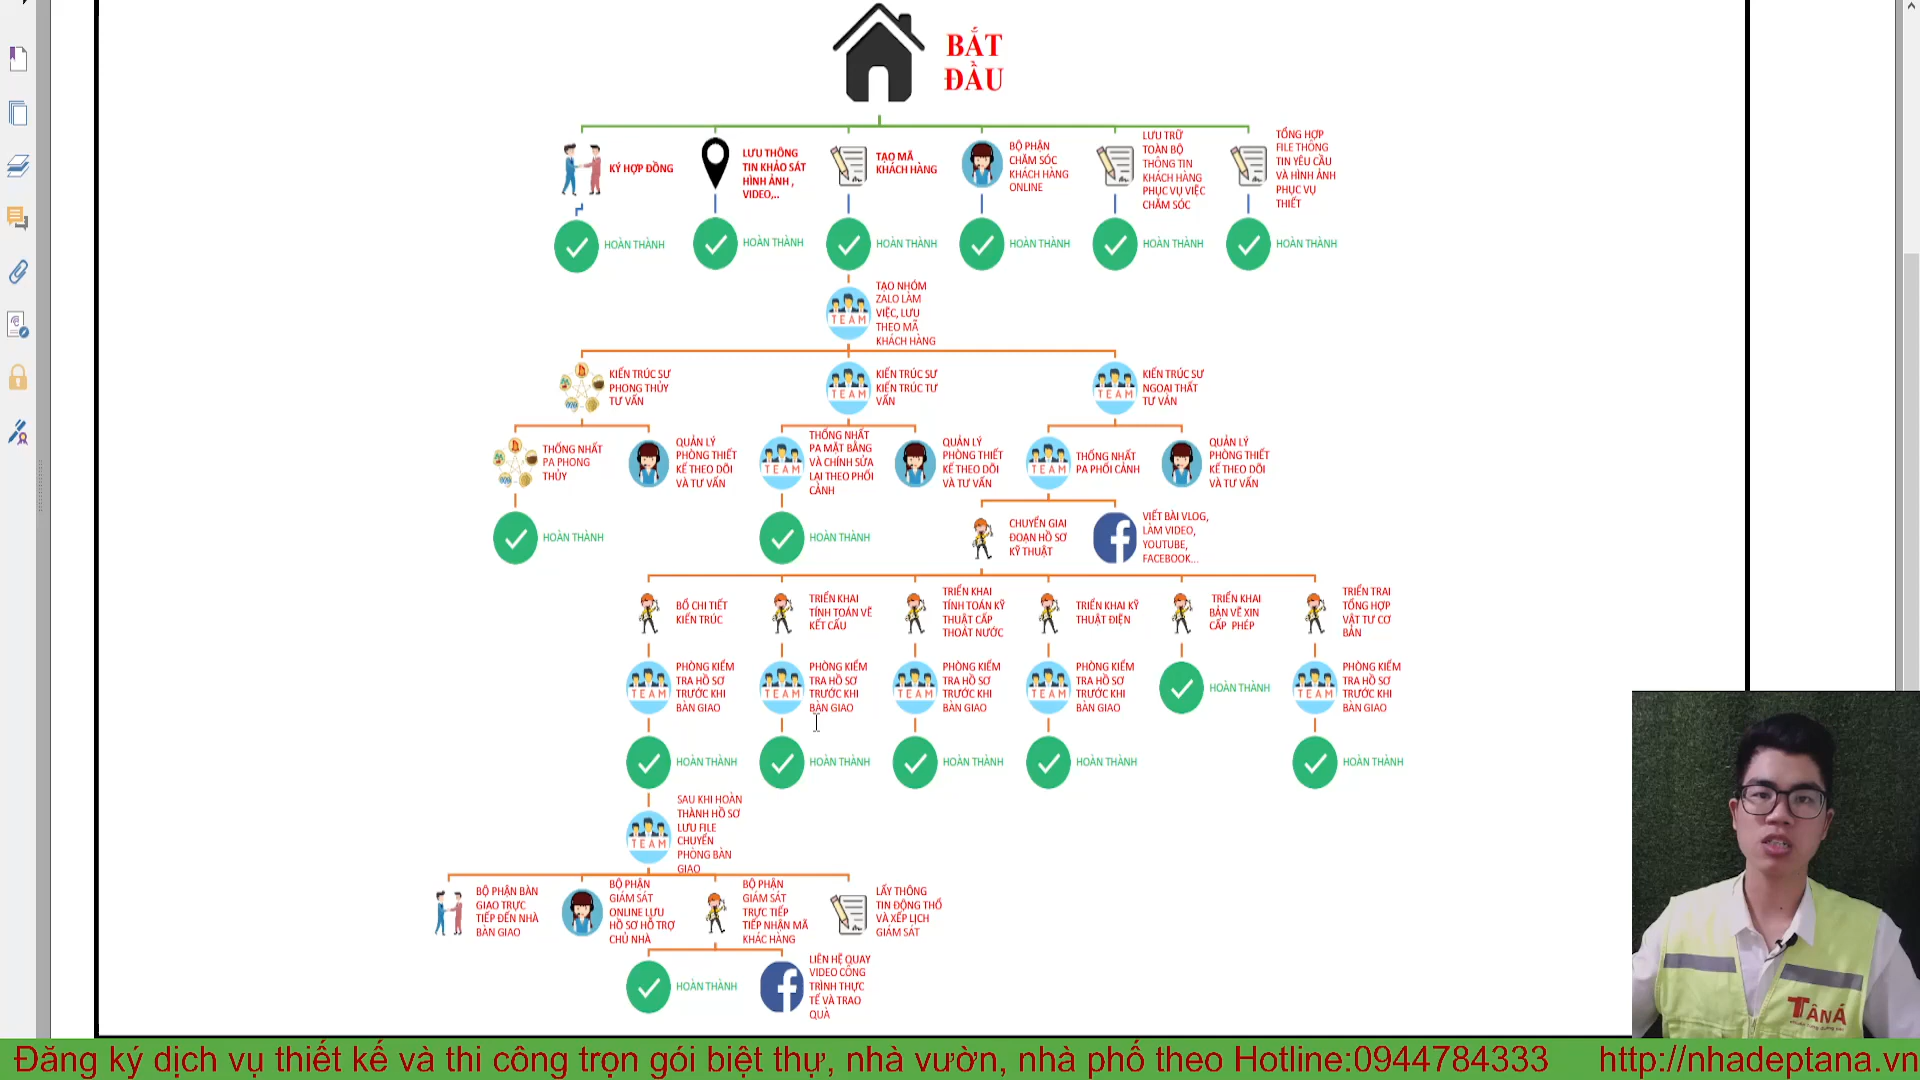 BẮT
ĐẦU
KÝ HỢP ĐỒNG
LƯU THÔNG
TIN KHẢO SÁT
HÌNH ẢNH ,
VIDEO,..
TẠO MÃ
KHÁCH HÀNG
BỘ PHẬN
CHĂM SÓC
KHÁCH HÀNG
ONLINE
LƯU TRỮ
TOÀN BỘ
THÔNG TIN
KHÁCH HÀNG
PHỤC VỤ VIỆC
CHĂM SÓC
TỔNG HỢP
FILE THÔNG
TIN YÊU CẦU
VÀ HÌNH ẢNH
PHỤC VỤ
THIẾT
HOÀN THÀNH
HOÀN THÀNH
HOÀN THÀNH
HOÀN THÀNH
HOÀN THÀNH
HOÀN THÀNH
TEAM
TẠO NHÓM
ZALO LÀM
VIỆC, LƯU
THEO MÃ
KHÁCH HÀNG
KIẾN TRÚC SƯ
PHONG THỦY
TƯ VẤN
TEAM
KIẾN TRÚC SƯ
KIẾN TRÚC TƯ
VẤN
TEAM
KIẾN TRÚC SƯ
NGOẠI THẤT
TƯ VẤN
THỐNG NHẤT
PA PHONG
THỦY
QUẢN LÝ
PHÒNG THIẾT
KẾ THEO DÕI
VÀ TƯ VẤN
TEAM
THỐNG NHẤT
PA MẶT BẰNG
VÀ CHỈNH SỬA
LẠI THEO PHỐI
CẢNH
QUẢN LÝ
PHÒNG THIẾT
KẾ THEO DÕI
VÀ TƯ VẤN
TEAM
THỐNG NHẤT
PA PHỐI CẢNH
QUẢN LÝ
PHÒNG THIẾT
KẾ THEO DÕI
VÀ TƯ VẤN
HOÀN THÀNH
HOÀN THÀNH
CHUYỂN GIAI
ĐOẠN HỒ SƠ
KỸ THUẬT
VIẾT BÀI VLOG,
LÀM VIDEO,
YOUTUBE,
FACEBOOK...
BỔ CHI TIẾT
KIẾN TRÚC
TRIỂN KHAI
TÍNH TOÁN VẼ
KẾT CẤU
TRIỂN KHAI
TÍNH TOÁN KỸ
THUẬT CẤP
THOÁT NƯỚC
TRIỂN KHAI KỸ
THUẬT ĐIỆN
TRIỂN KHAI
BẢN VẼ XIN
CẤP PHÉP
TRIỂN TRAI
TỔNG HỢP
VẬT TƯ CƠ
BẢN
TEAM
PHÒNG KIỂM
TRA HỒ SƠ
TRƯỚC KHI
BÀN GIAO
TEAM
PHÒNG KIỂM
TRA HỒ SƠ
TRƯỚC KHI
BÀN GIAO
TEAM
PHÒNG KIỂM
TRA HỒ SƠ
TRƯỚC KHI
BÀN GIAO
TEAM
PHÒNG KIỂM
TRA HỒ SƠ
TRƯỚC KHI
BÀN GIAO
HOÀN THÀNH
TEAM
PHÒNG KIỂM
TRA HỒ SƠ
TRƯỚC KHI
BÀN GIAO
HOÀN THÀNH
HOÀN THÀNH
HOÀN THÀNH
HOÀN THÀNH
HOÀN THÀNH
TEAM
SAU KHI HOÀN
THÀNH HỒ SƠ
LƯU FILE
CHUYỂN
PHÒNG BÀN
GIAO
BỘ PHẬN BÀN
GIAO TRỰC
TIẾP ĐẾN NHÀ
BÀN GIAO
BỘ PHẬN
GIÁM SÁT
ONLINE LƯU
HỒ SƠ HỖ TRỢ
CHỦ NHÀ
BỘ PHẬN
GIÁM SÁT
TRỰC TIẾP
TIẾP NHẬN MÃ
KHÁC HÀNG
LẤY THÔNG
TIN ĐỘNG THỔ
VÀ XẾP LỊCH
GIÁM SÁT
HOÀN THÀNH
LIÊN HỆ QUAY
VIDEO CÔNG
TRÌNH THỰC
TẾ VÀ TRAO
QUÀ
TÂN Á
Đăng ký dịch vụ thiết kế và thi công trọn gói biệt thự, nhà vườn, nhà phố theo Hotline:0944784333 http://nhadeptana.vn